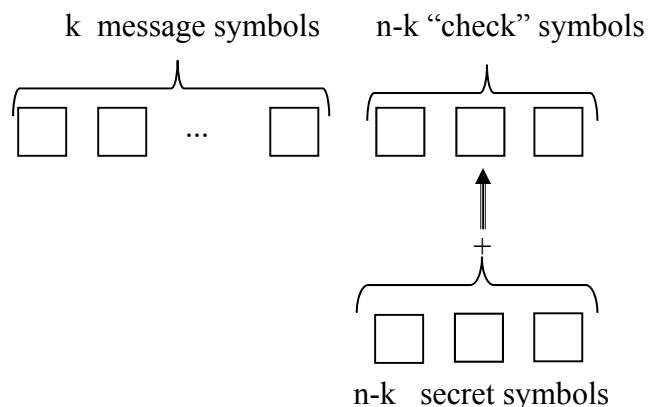 k message symbols
n-k “check” symbols
...
+
n-k secret symbols